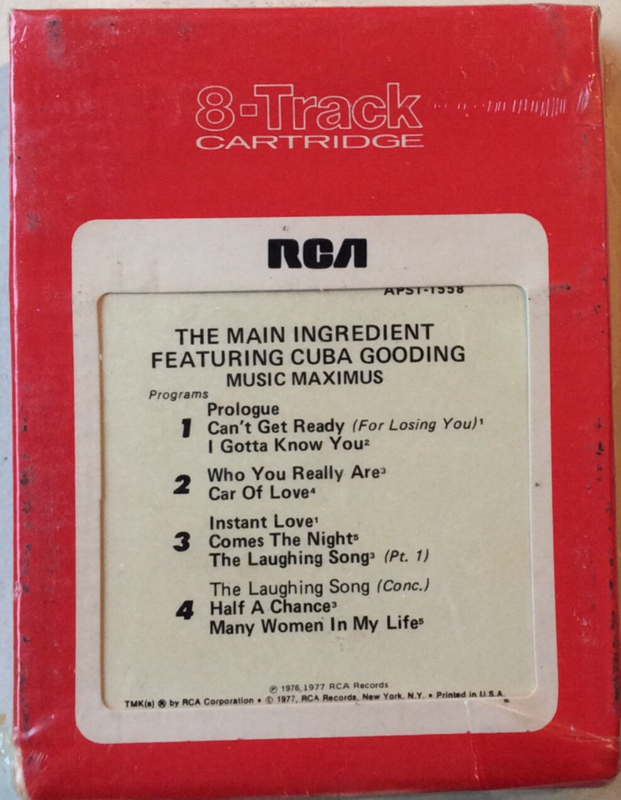 8-Track
CARTRIDGE
RCA
APS1-1558
THE MAIN INGREDIENT
FEATURING CUBA GOODING
MUSIC MAXIMUS
Programs
1 Prologue
Can't Get Ready (For Losing You)¹
I Gotta Know You²
2 Who You Really Are³
Car Of Love⁴
3 Instant Love¹
Comes The Night⁵
The Laughing Song³ (Pt. 1)
4 The Laughing Song (Conc.)
Half A Chance³
Many Women In My Life⁵
℗ 1976, 1977 RCA Records
TMK(s) ® by RCA Corporation • © 1977, RCA Records, New York, N.Y. • Printed in U.S.A.